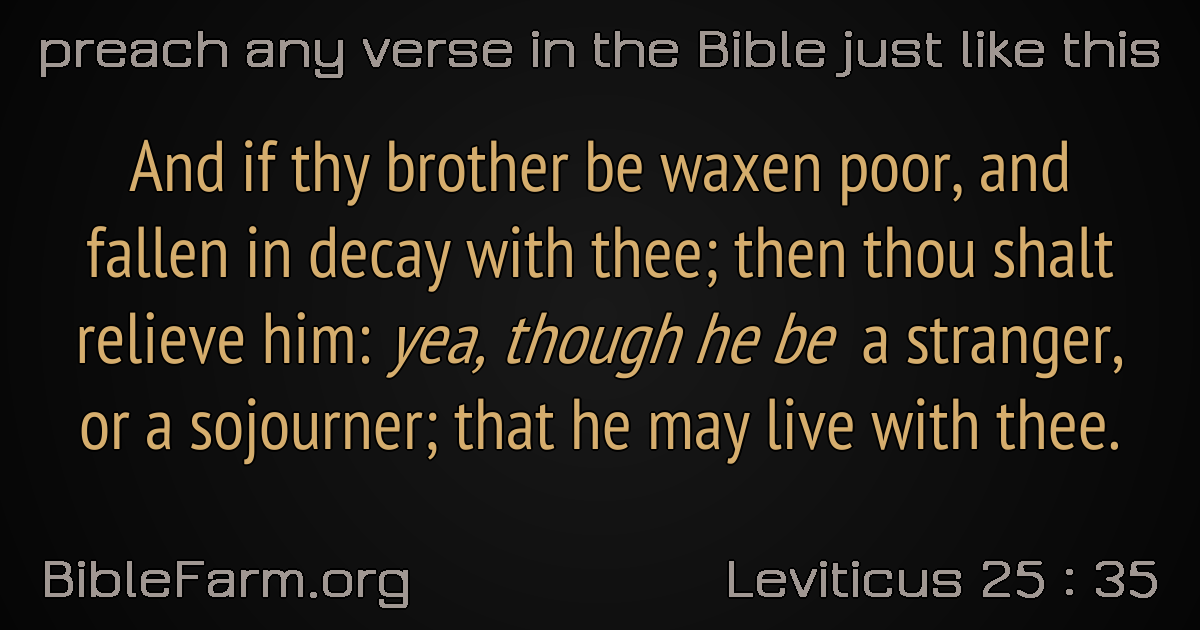 preach any verse in the Bible just like this
And if thy brother be waxen poor, and
fallen in decay with thee; then thou shalt
relieve him: yea, though he be a stranger,
or a sojourner; that he may live with thee.
BibleFarm.org
Leviticus 25 : 35